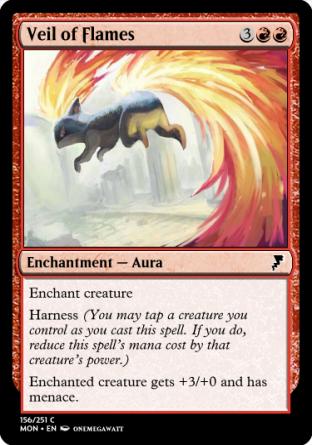 Veil of Flames 3
Enchantment — Aura
Enchant creature
Harness (You may tap a creature you
control as you cast this spell. If you do,
reduce this spell's mana cost by that
creature's power.)
Enchanted creature gets +3/+0 and has
menace.
156/251 C
MON • EN ONEMEGAWATT